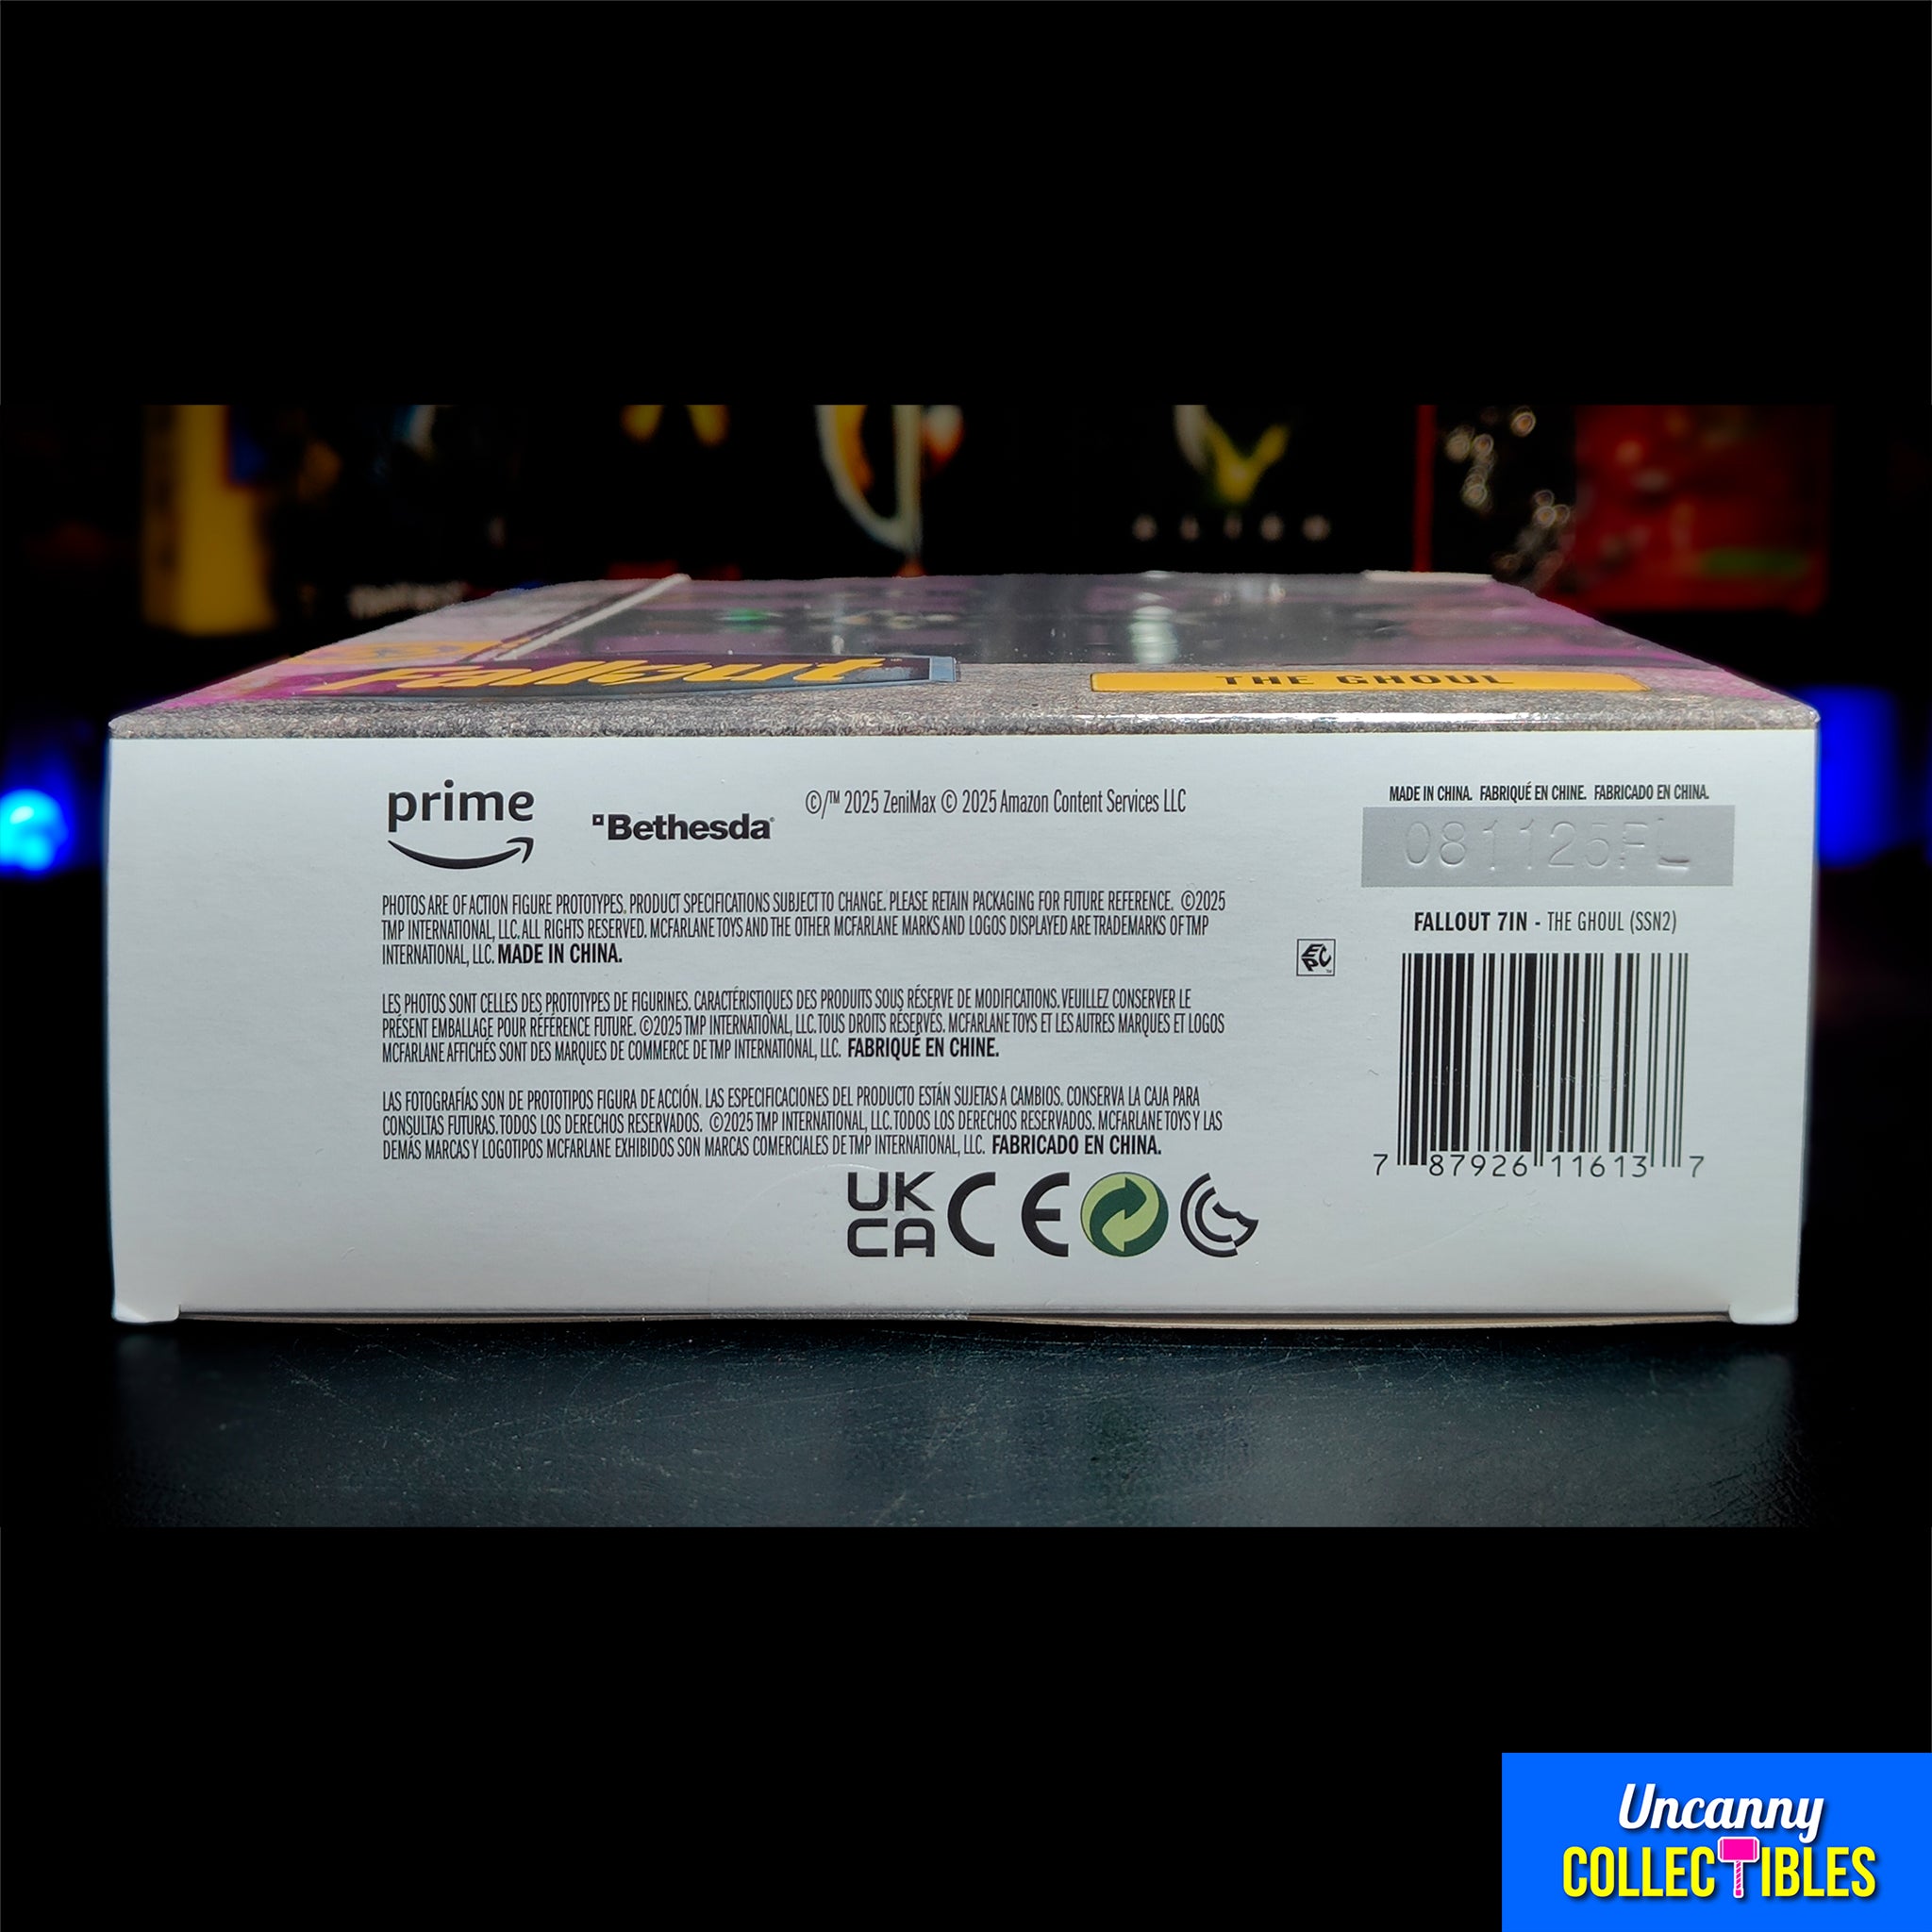 ALIEN
Fallout
THE GHOUL
prime
Bethesda
©/™ 2025 ZeniMax © 2025 Amazon Content Services LLC
MADE IN CHINA. FABRIQUÉ EN CHINE. FABRICADO EN CHINA.
081125FL
PHOTOS ARE OF ACTION FIGURE PROTOTYPES. PRODUCT SPECIFICATIONS SUBJECT TO CHANGE. PLEASE RETAIN PACKAGING FOR FUTURE REFERENCE. ©2025
TMP INTERNATIONAL, LLC. ALL RIGHTS RESERVED. MCFARLANE TOYS AND THE OTHER MCFARLANE MARKS AND LOGOS DISPLAYED ARE TRADEMARKS OF TMP
INTERNATIONAL, LLC. MADE IN CHINA.
LES PHOTOS SONT CELLES DES PROTOTYPES DE FIGURINES. CARACTÉRISTIQUES DES PRODUITS SOUS RÉSERVE DE MODIFICATIONS. VEUILLEZ CONSERVER LE
PRÉSENT EMBALLAGE POUR RÉFÉRENCE FUTURE. ©2025 TMP INTERNATIONAL, LLC. TOUS DROITS RÉSERVÉS. MCFARLANE TOYS ET LES AUTRES MARQUES ET LOGOS
MCFARLANE AFFICHÉS SONT DES MARQUES DE COMMERCE DE TMP INTERNATIONAL, LLC. FABRIQUÉ EN CHINE.
LAS FOTOGRAFÍAS SON DE PROTOTIPOS FIGURA DE ACCIÓN. LAS ESPECIFICACIONES DEL PRODUCTO ESTÁN SUJETAS A CAMBIOS. CONSERVA LA CAJA PARA
CONSULTAS FUTURAS. TODOS LOS DERECHOS RESERVADOS. ©2025 TMP INTERNATIONAL, LLC. TODOS LOS DERECHOS RESERVADOS. MCFARLANE TOYS Y LAS
DEMÁS MARCAS Y LOGOTIPOS MCFARLANE EXHIBIDOS SON MARCAS COMERCIALES DE TMP INTERNATIONAL, LLC. FABRICADO EN CHINA.
EPC
FALLOUT 7IN - THE GHOUL (SSN2)
7 87926 11613 7
UK
CA
CE
Uncanny
COLLECTIBLES